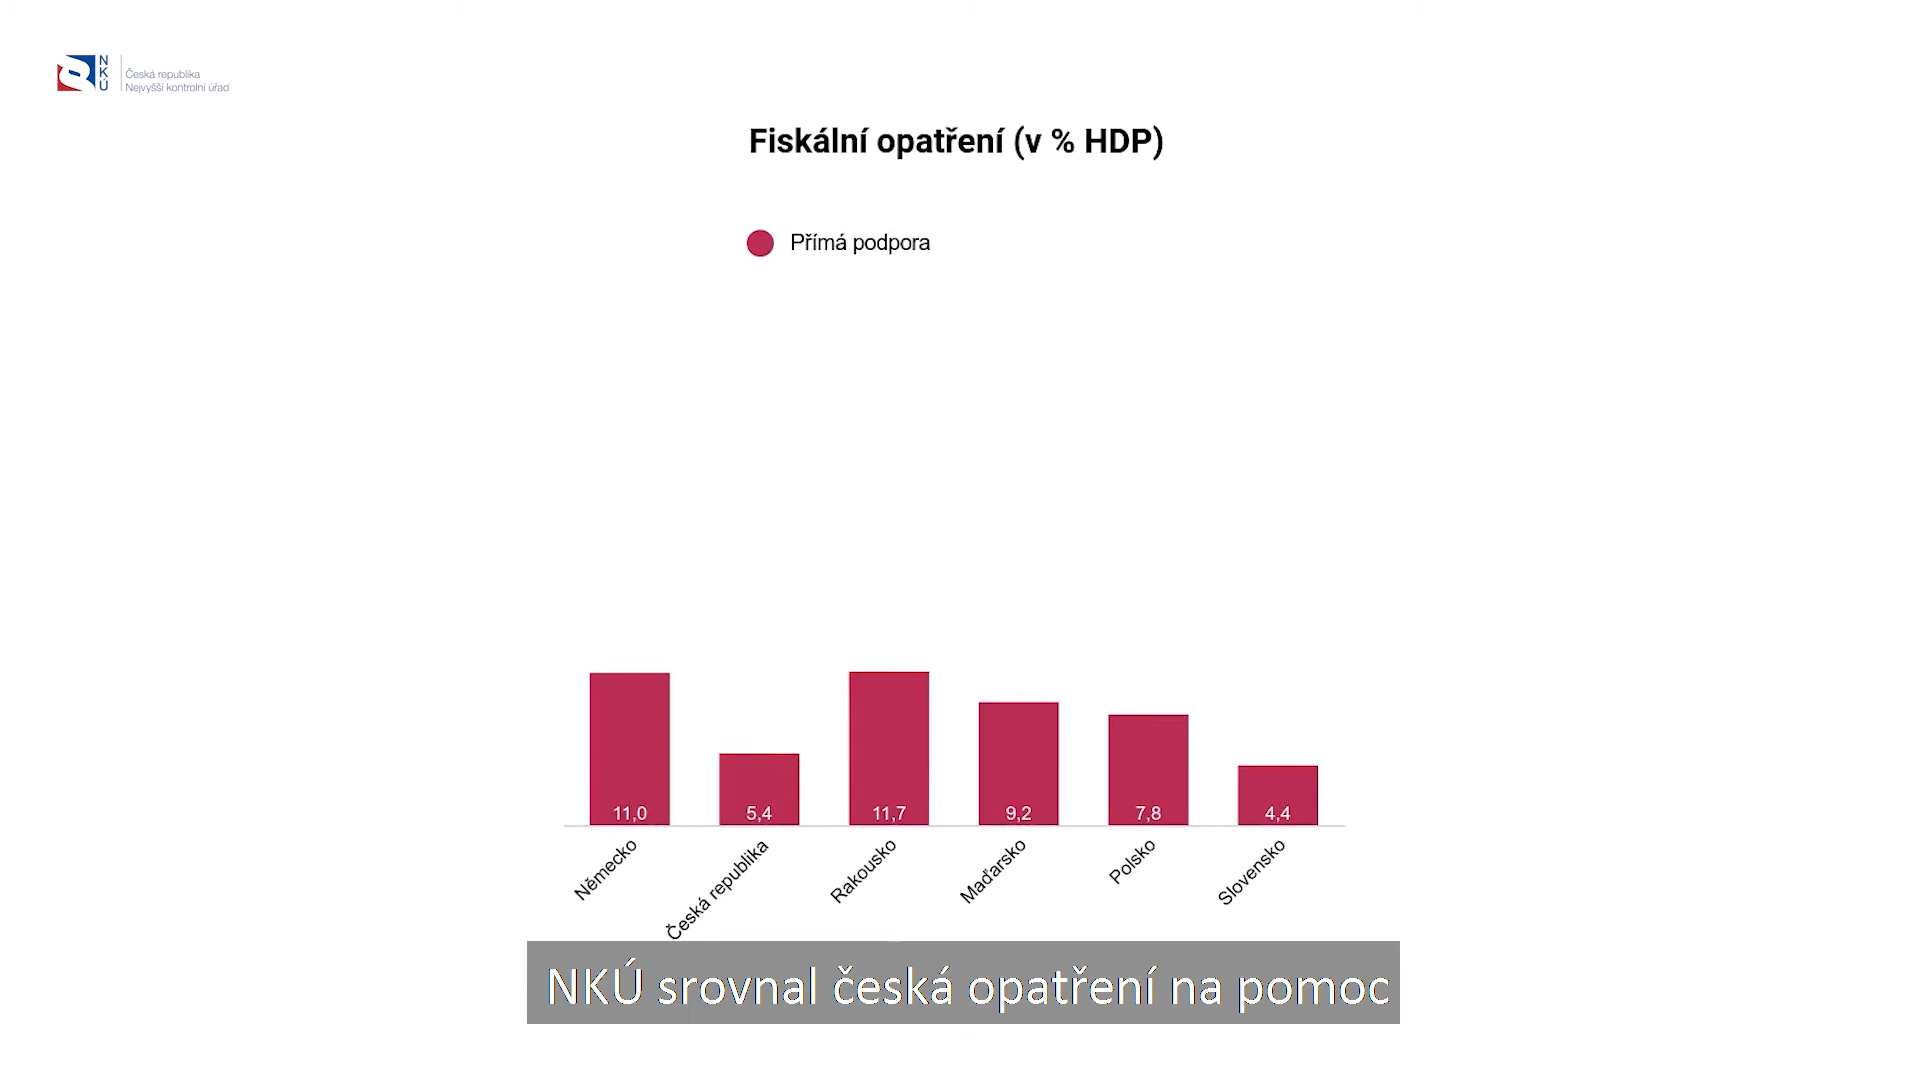 NKÚ
Česká republika
Nejvyšší kontrolní úřad
Fiskální opatření (v % HDP)
Přímá podpora
11,0
5,4
11,7
9,2
7,8
4,4
Německo
Česká republika
Rakousko
Maďarsko
Polsko
Slovensko
NKÚ srovnal česká opatření na pomoc